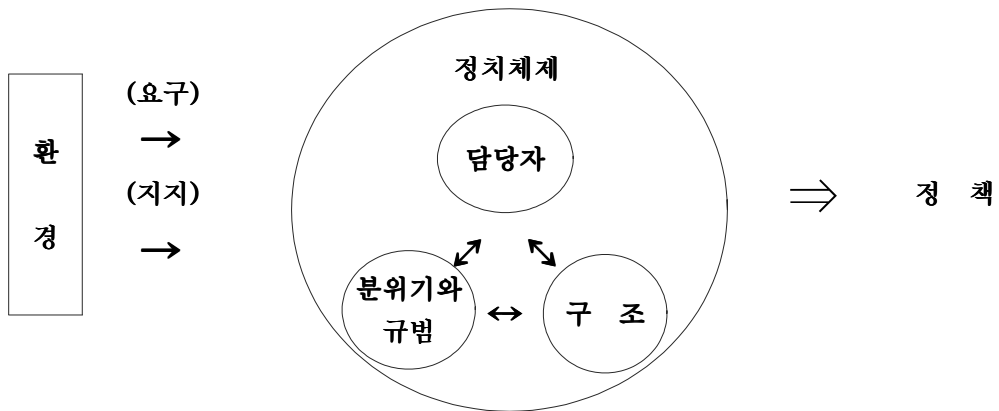 환
경
(요구)
→
(지지)
→
정치체제
담당자
분위기와
규범
구 조
정 책